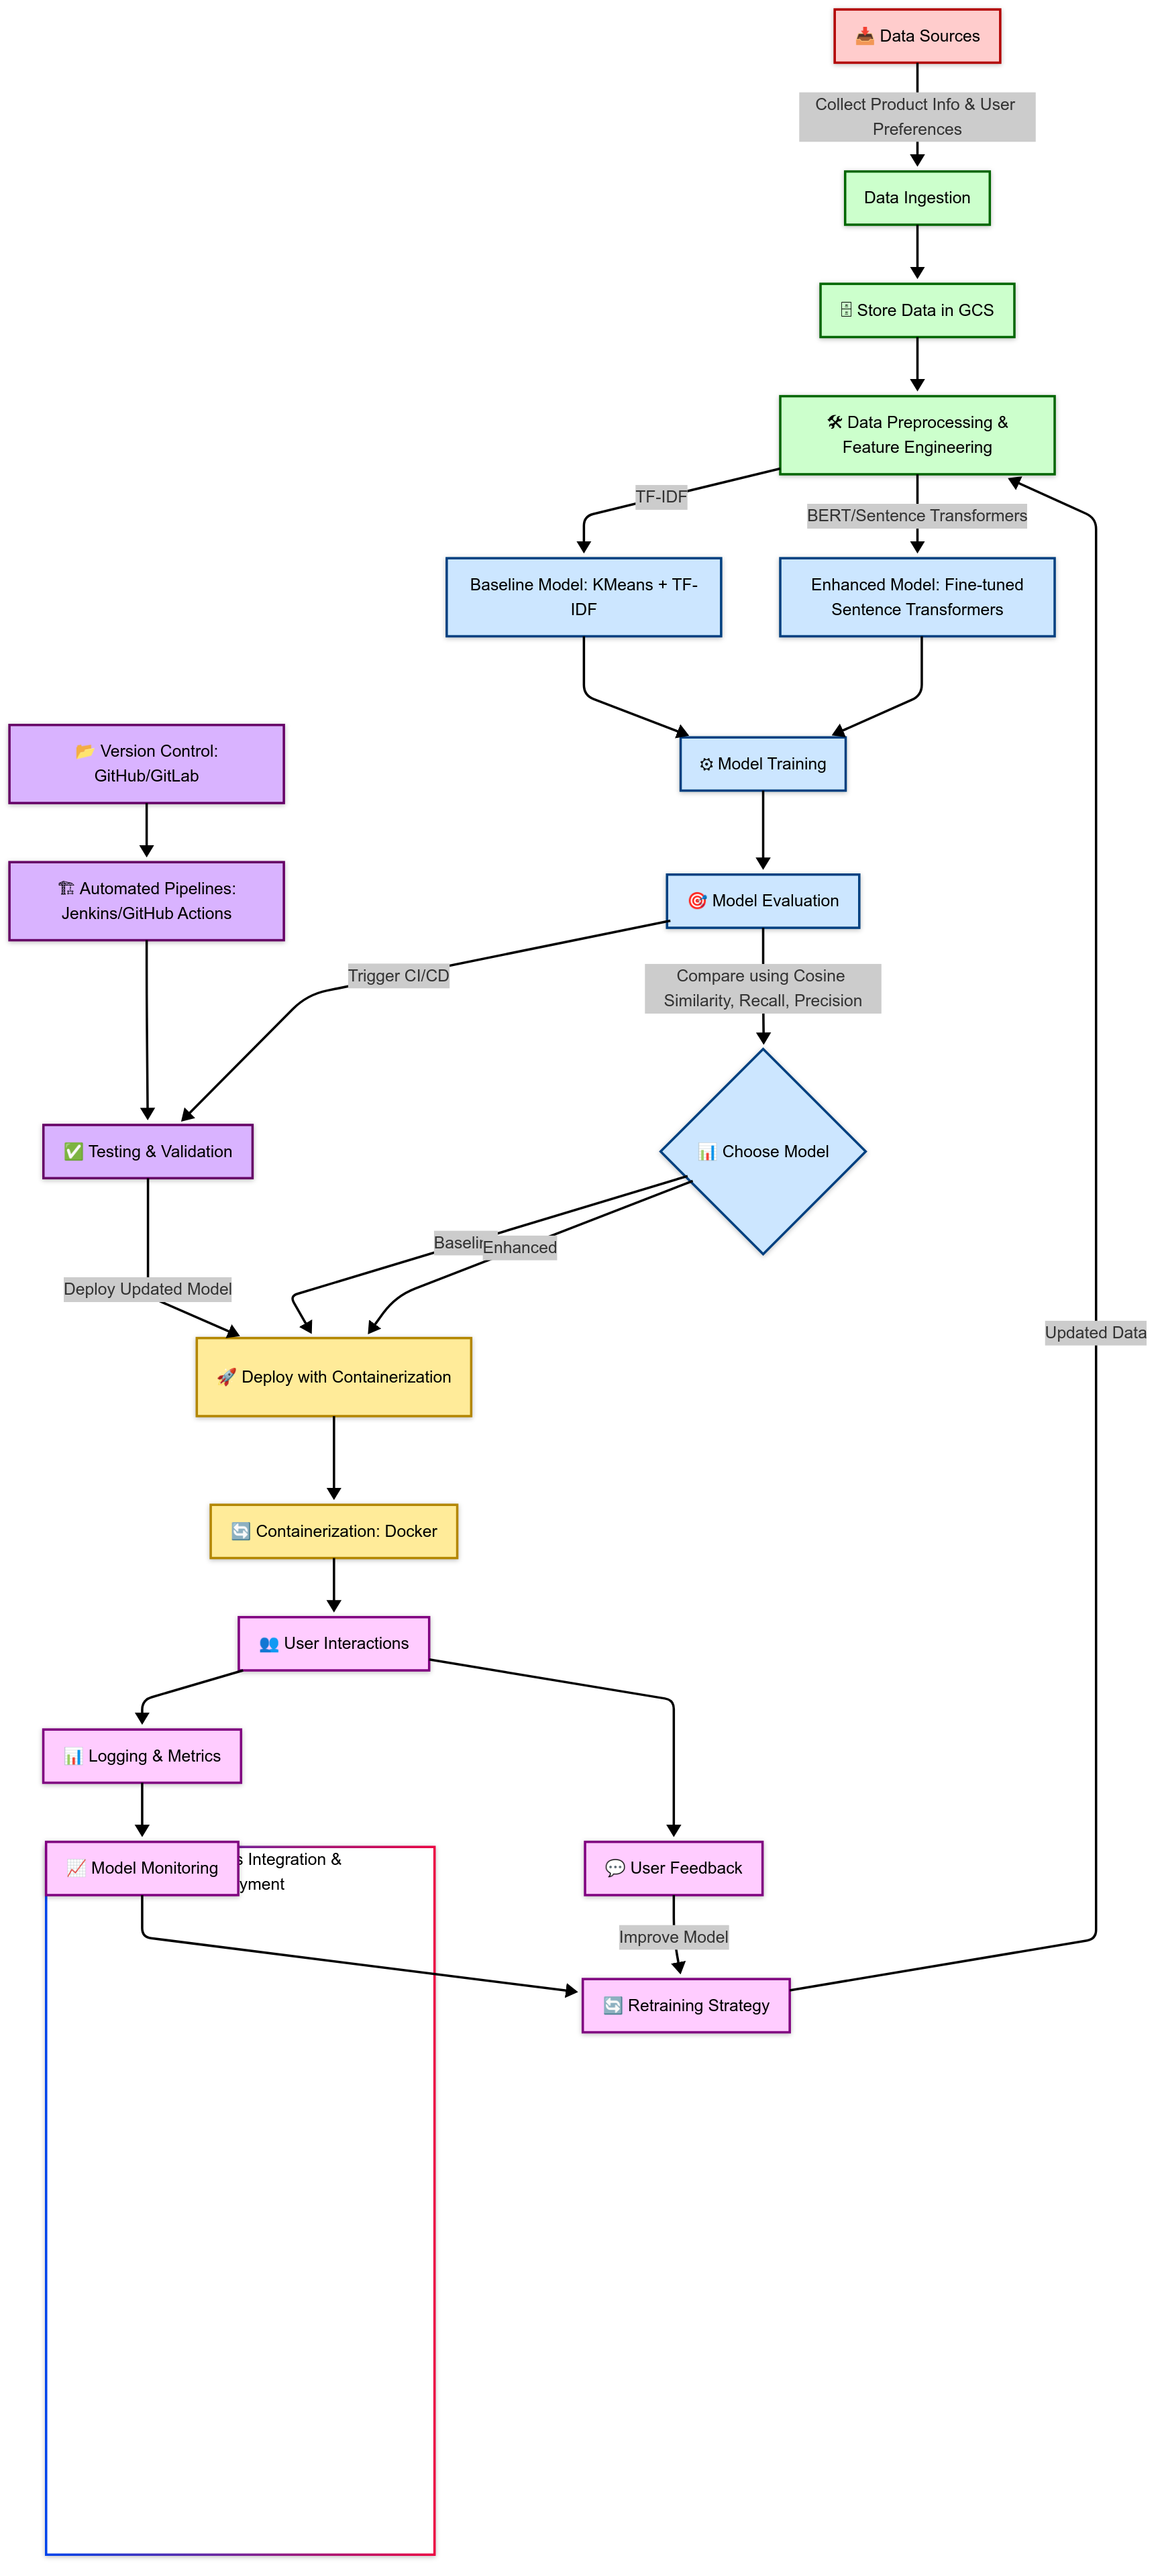 📥 Data Sources
Collect Product Info & User
Preferences
Data Ingestion
🗄 Store Data in GCS
🛠 Data Preprocessing &
Feature Engineering
TF-IDF
BERT/Sentence Transformers
Baseline Model: KMeans + TF-
IDF
Enhanced Model: Fine-tuned
Sentence Transformers
📂 Version Control:
GitHub/GitLab
⚙ Model Training
🏗 Automated Pipelines:
Jenkins/GitHub Actions
🎯 Model Evaluation
Trigger CI/CD
Compare using Cosine
Similarity, Recall, Precision
✅ Testing & Validation
📊 Choose Model
Enhanced
Deploy Updated Model
Updated Data
🚀 Deploy with Containerization
🔄 Containerization: Docker
👥 User Interactions
📊 Logging & Metrics
📈 Model Monitoring
Integration &
💬 User Feedback
Improve Model
🔄 Retraining Strategy